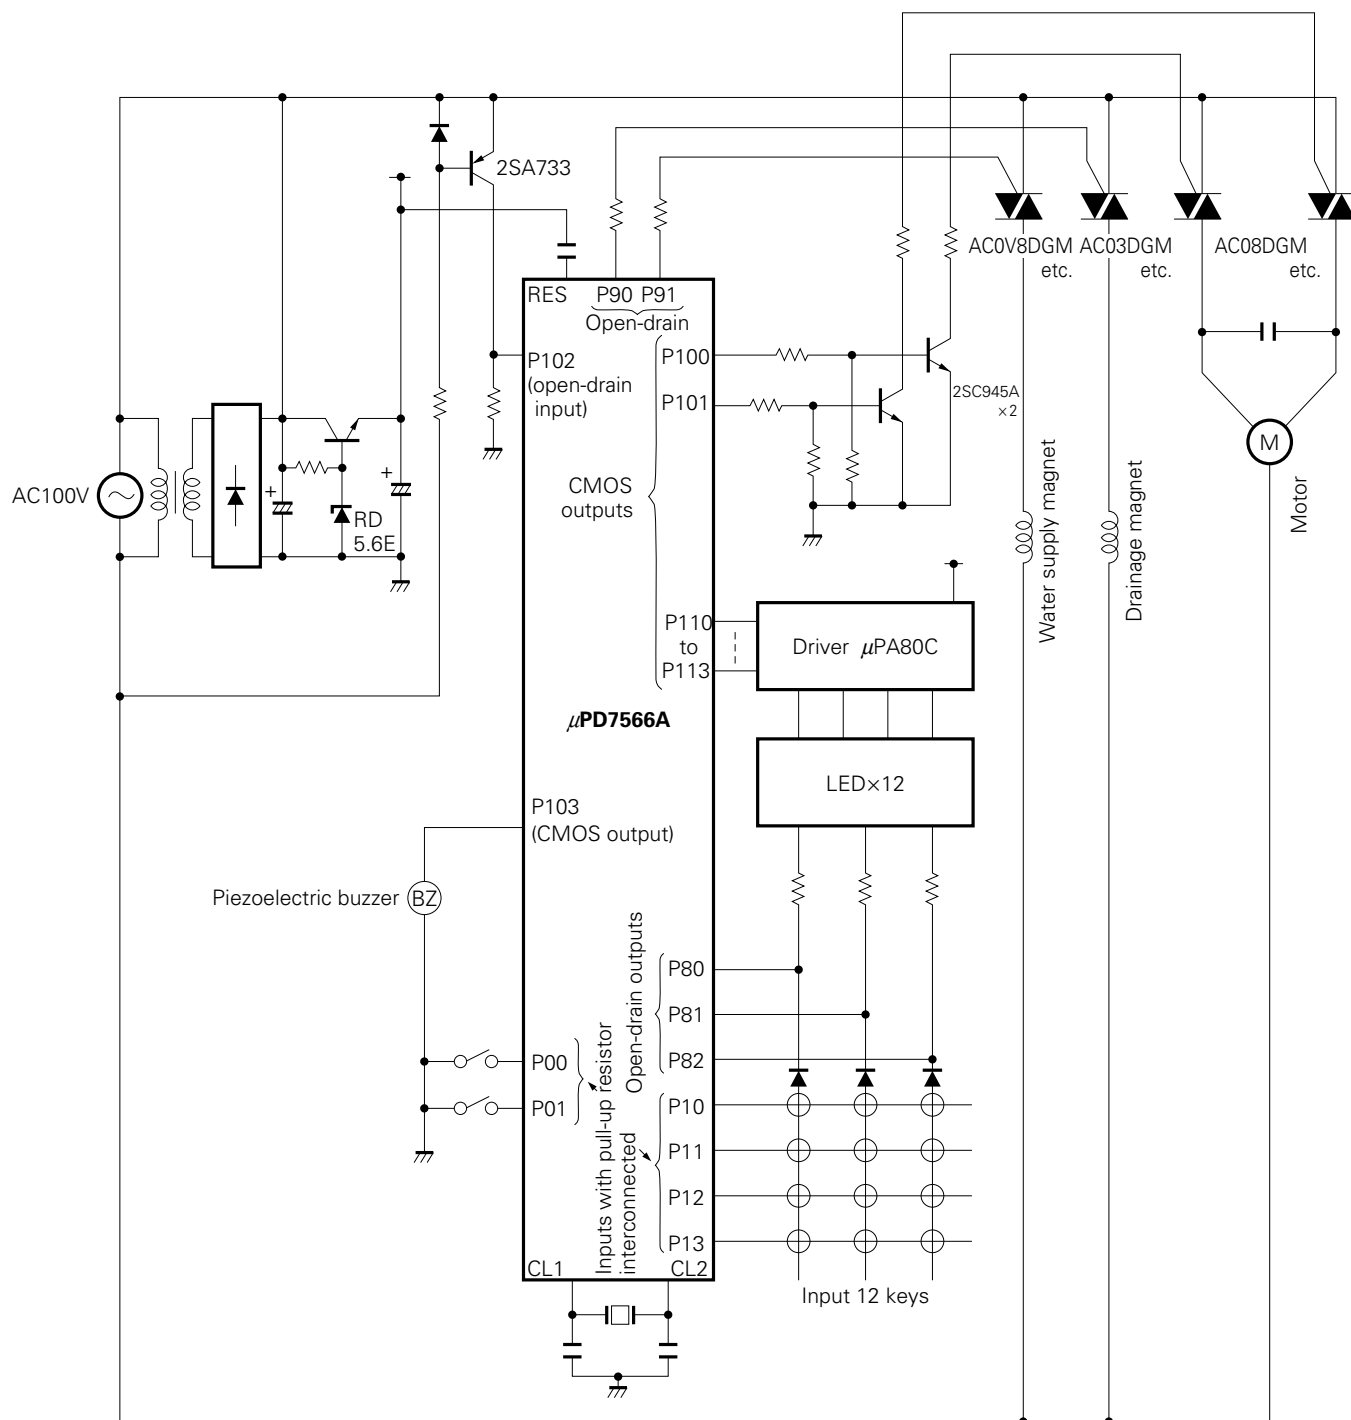 2SA733
AC0V8DGM
etc.
AC03DGM
etc.
AC08DGM
etc.
RES
P90 P91
Open-drain
P102
(open-drain
input)
P100
P101
2SC945A
×2
M
Motor
AC100V
+
+
RD
5.6E
CMOS
outputs
Water supply magnet
Drainage magnet
P110
to
P113
Driver µPA80C
µPD7566A
LED×12
P103
(CMOS output)
Piezoelectric buzzer
BZ
Open-drain outputs
P80
P81
P82
P00
P01
Inputs with pull-up resistor
interconnected
P10
P11
P12
P13
CL1
CL2
Input 12 keys